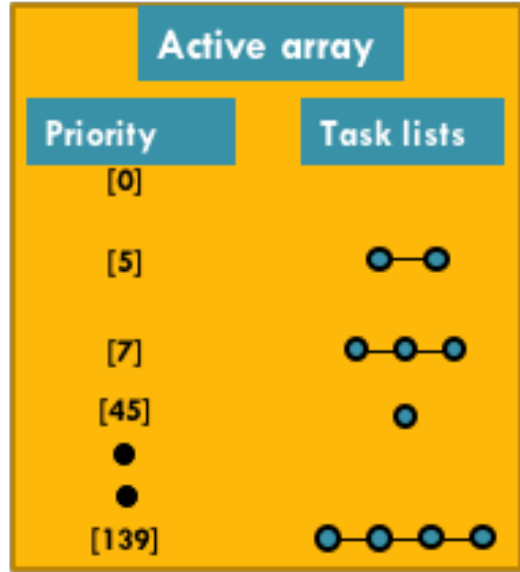 Active array
Priority Task lists
[0]
[5]
[7]
[45]
[139]